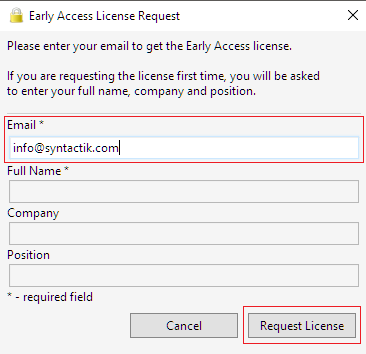 Early Access License Request
Please enter your email to get the Early Access license.
If you are requesting the license first time, you will be asked
to enter your full name, company and position.
Email *
info@syntactik.com
Full Name *
Company
Position
* - required field
Cancel
Request License